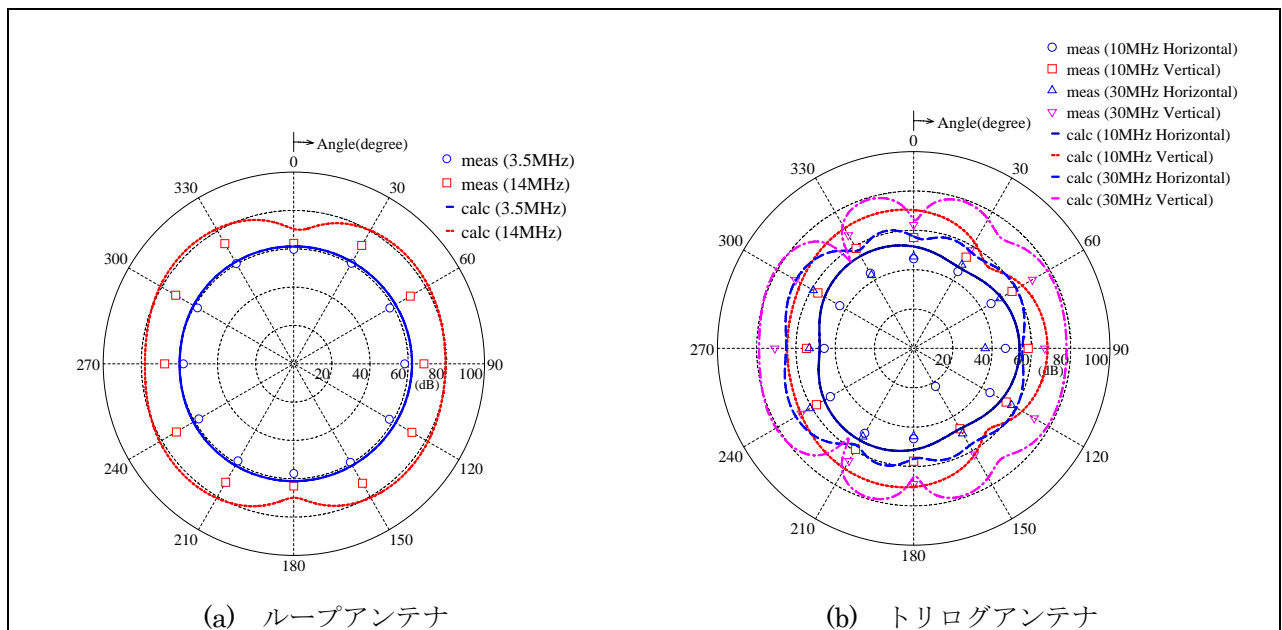 Angle(degree)
0
30
60
90
120
150
180
210
240
270
300
330
20
40
60
80
100
(dB)
meas (3.5MHz)
meas (14MHz)
calc (3.5MHz)
calc (14MHz)
(a) ループアンテナ
Angle(degree)
0
30
60
90
120
150
180
210
240
270
300
330
20
40
60
80
100
(dB)
meas (10MHz Horizontal)
meas (10MHz Vertical)
meas (30MHz Horizontal)
meas (30MHz Vertical)
calc (10MHz Horizontal)
calc (10MHz Vertical)
calc (30MHz Horizontal)
calc (30MHz Vertical)
(b) トリログアンテナ